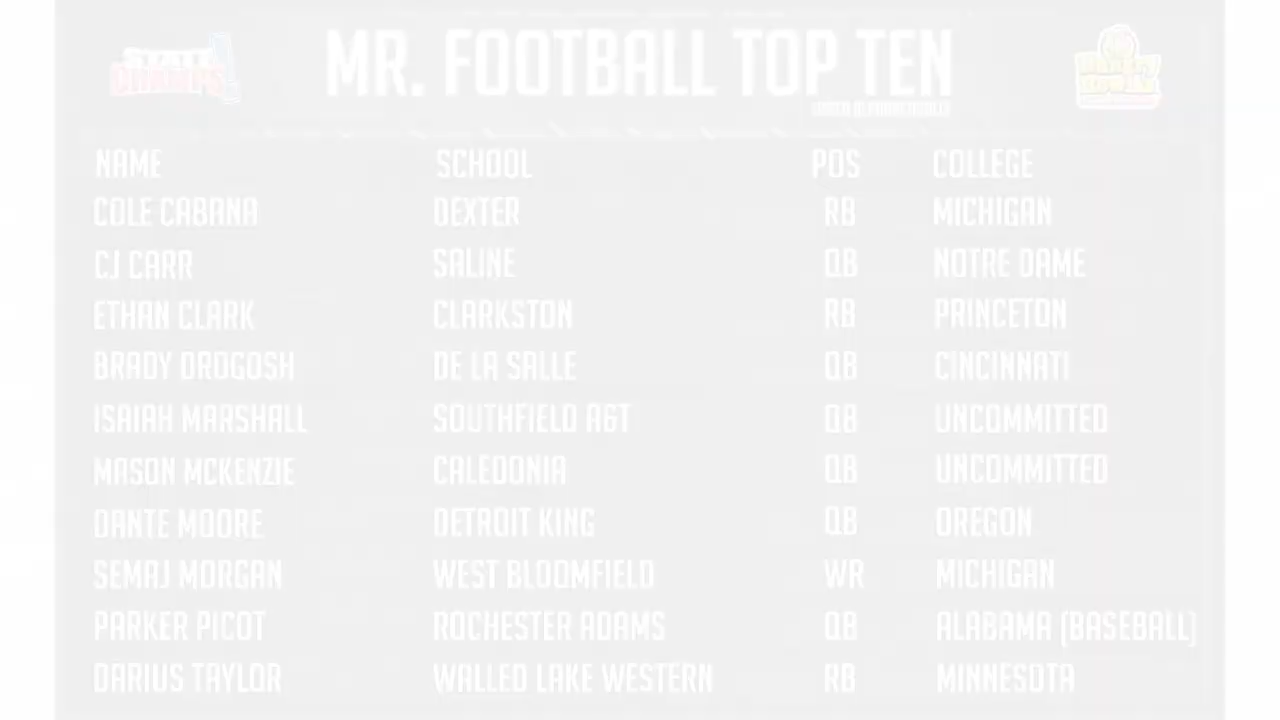 STATE CHAMPS!
MR. FOOTBALL TOP TEN
NAME SCHOOL POS COLLEGE
COLE CABANA DEXTER RB MICHIGAN
CJ CARR SALINE QB NOTRE DAME
ETHAN CLARK CLARKSTON RB PRINCETON
BRADY DROGOSH DE LA SALLE QB CINCINNATI
ISAIAH MARSHALL SOUTHFIELD A&T QB UNCOMMITTED
MASON MCKENZIE CALEDONIA QB UNCOMMITTED
DANTE MOORE DETROIT KING QB OREGON
SEMAJ MORGAN WEST BLOOMFIELD WR MICHIGAN
PARKER PICOT ROCHESTER ADAMS QB ALABAMA (BASEBALL)
DARIUS TAYLOR WALLED LAKE WESTERN RB MINNESOTA